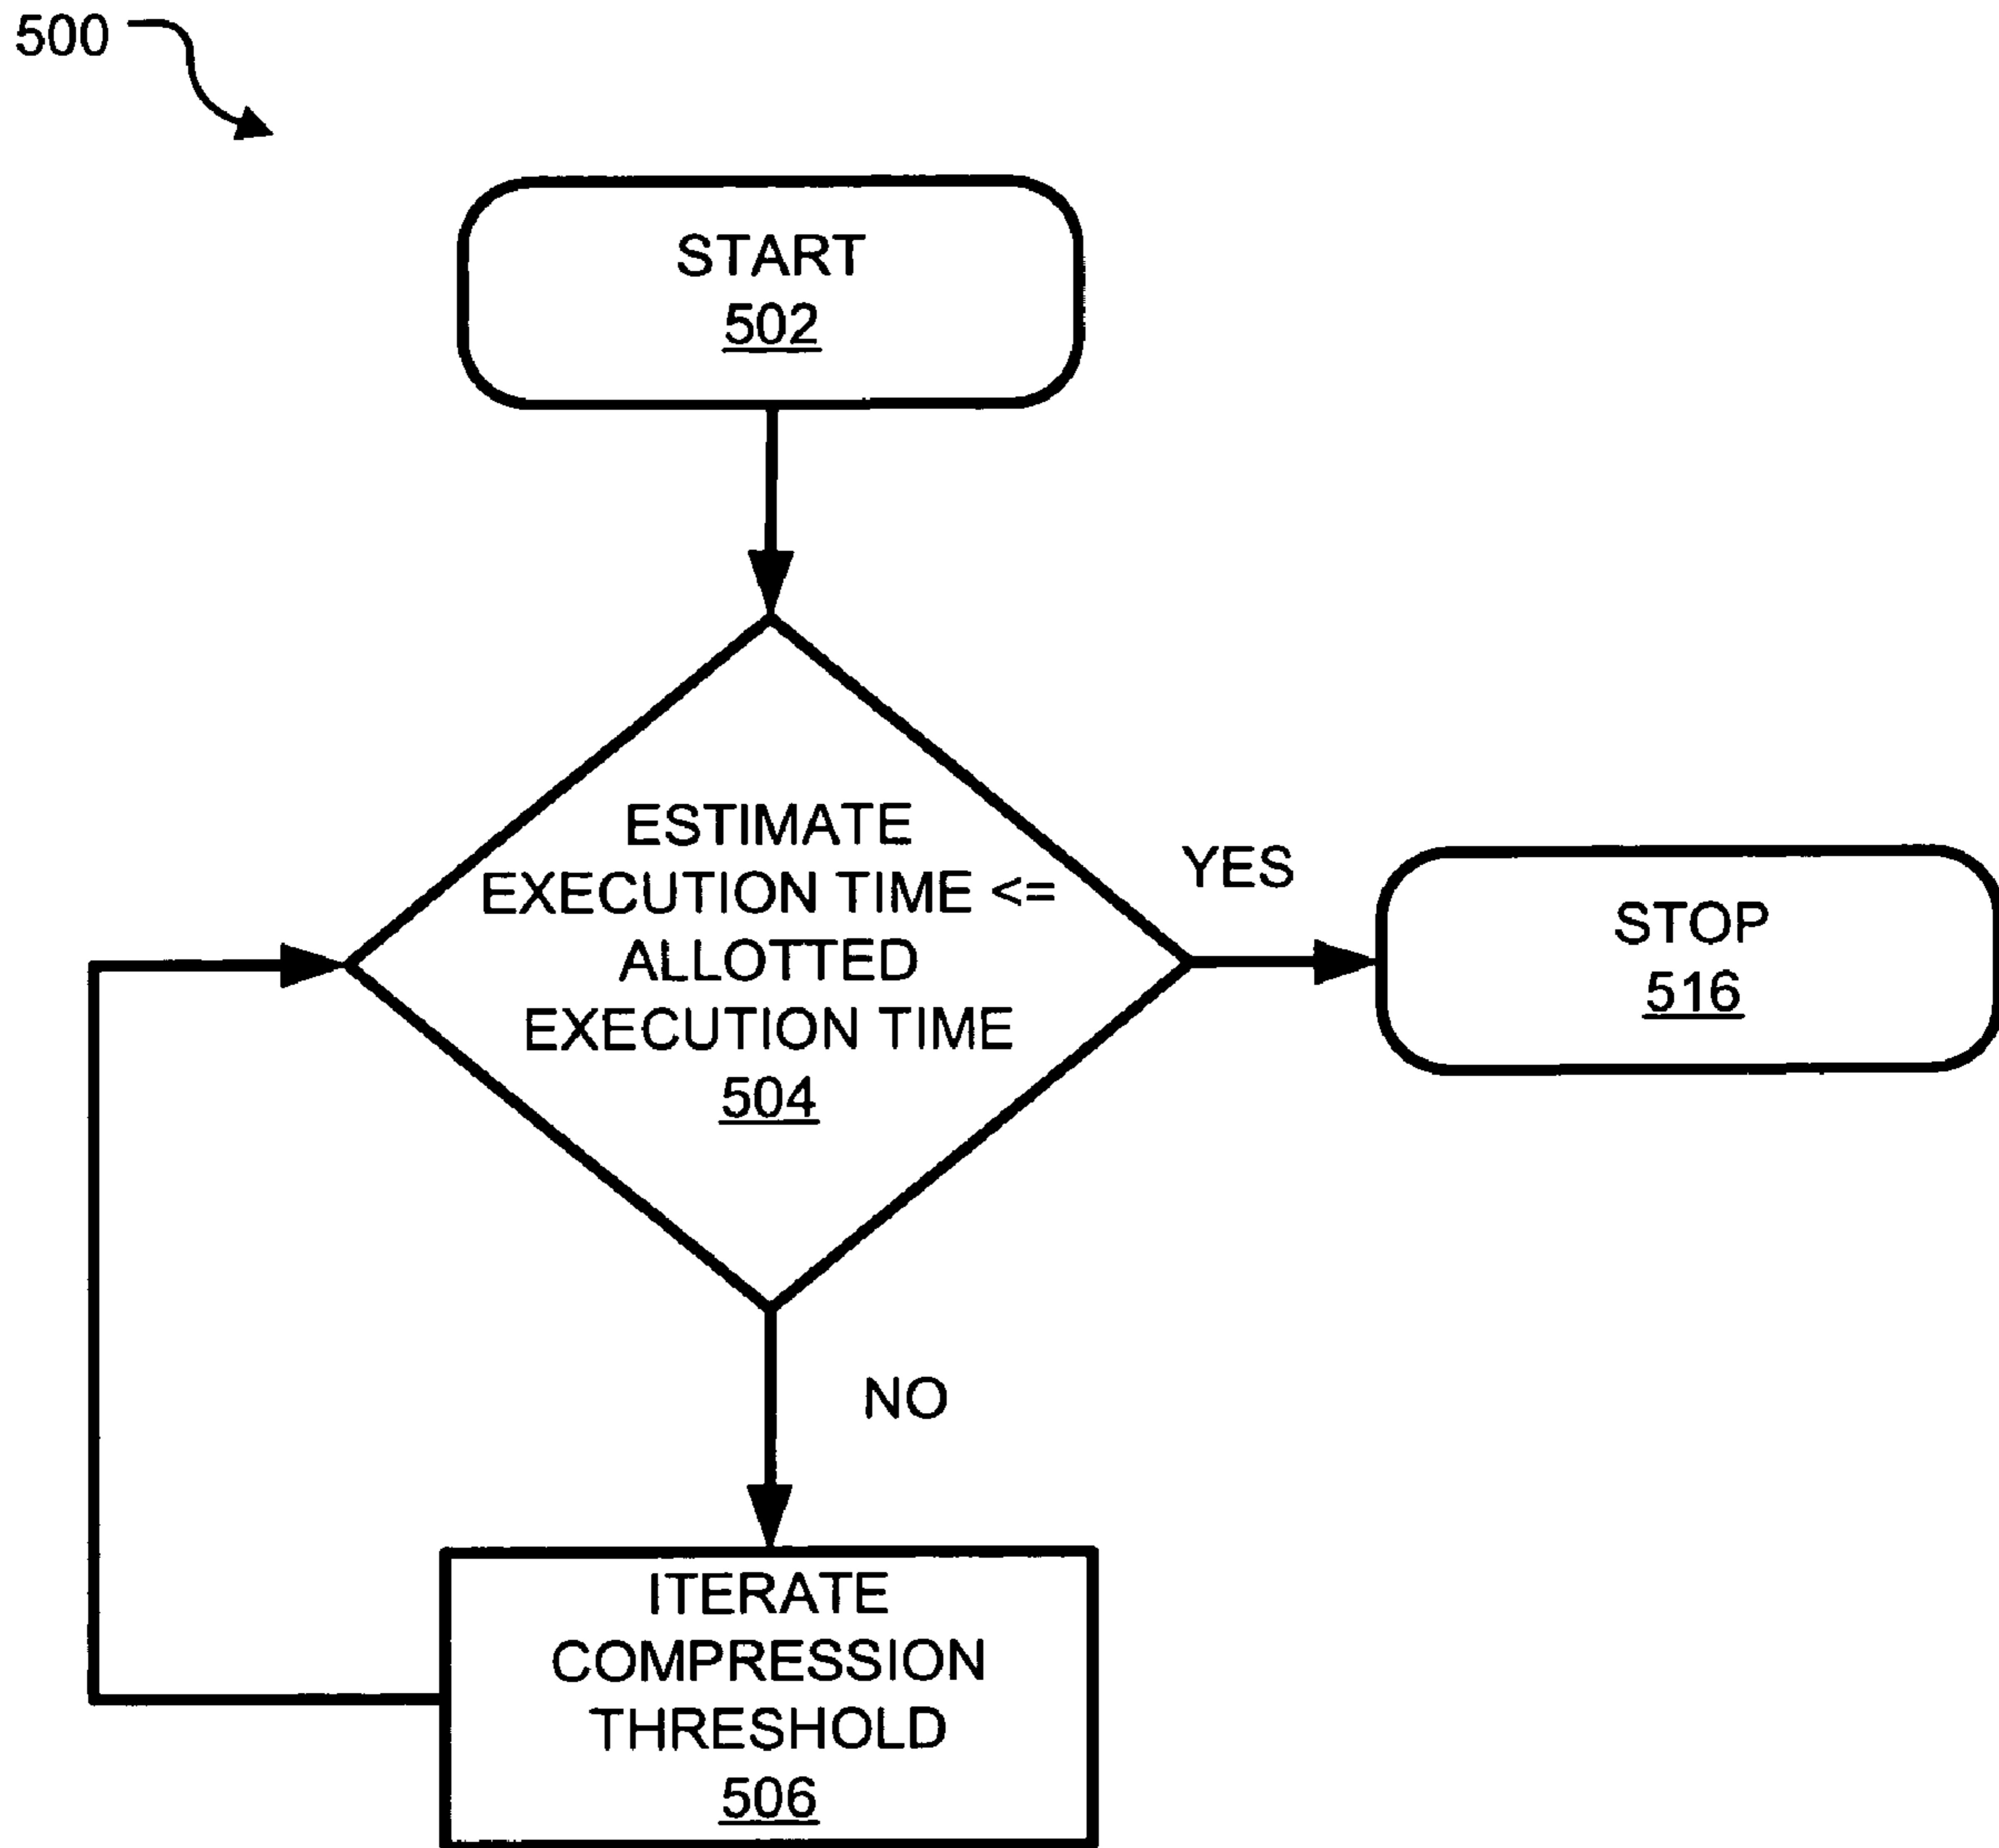 500
START
502
ESTIMATE
EXECUTION TIME <=
ALLOTTED
EXECUTION TIME
504
YES
STOP
516
NO
ITERATE
COMPRESSION
THRESHOLD
506